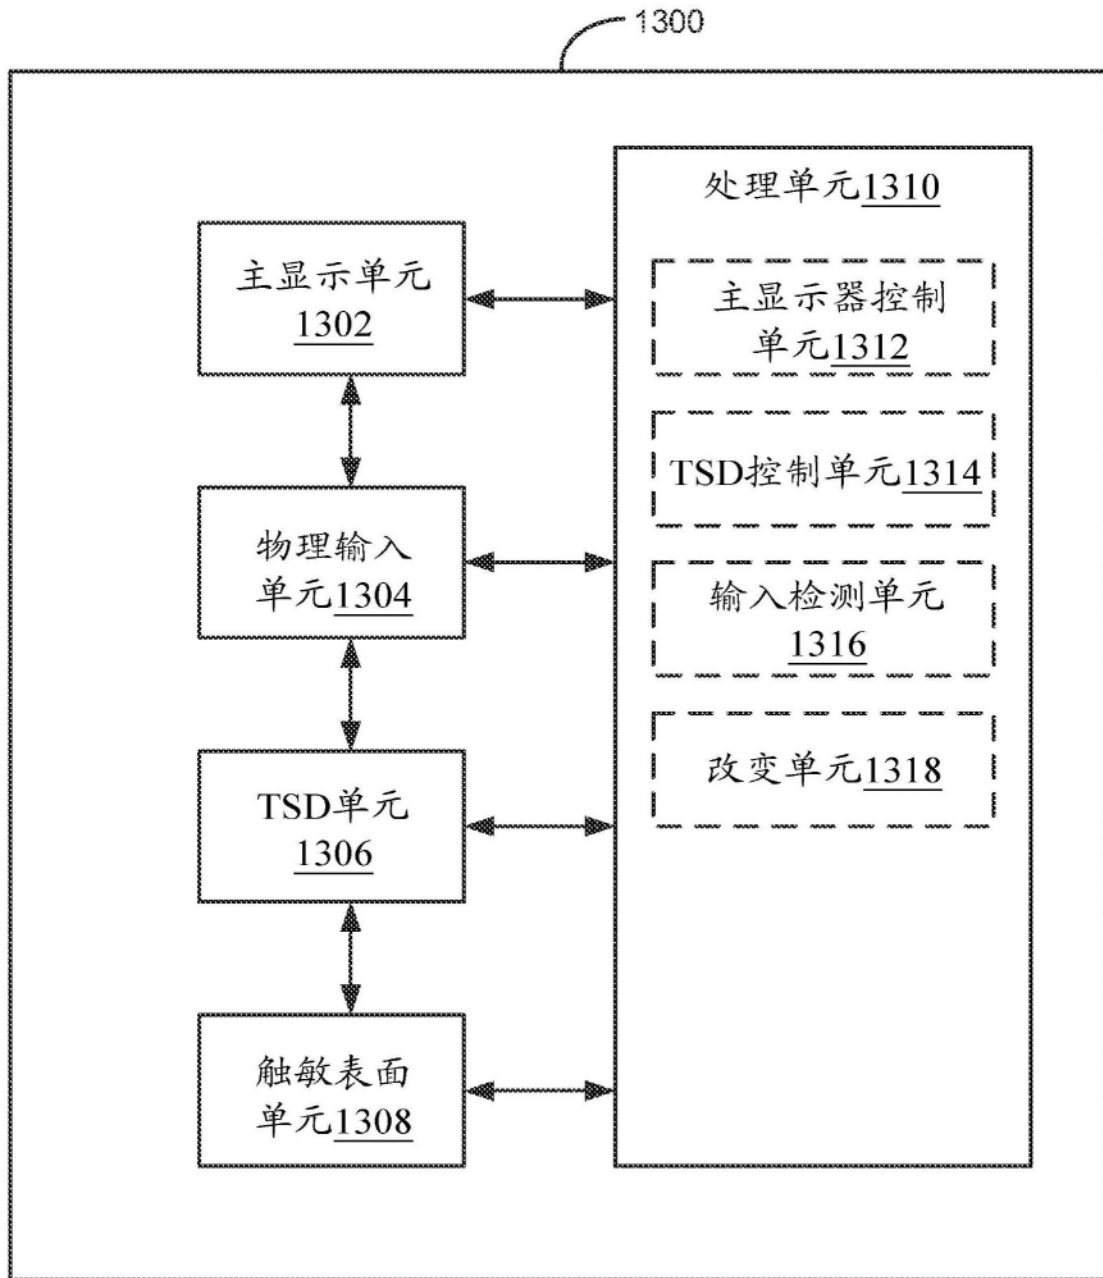 1300
处理单元1310
主显示单元
1302
主显示器控制
单元1312
TSD控制单元1314
物理输入
单元1304
输入检测单元
1316
改变单元1318
TSD单元
1306
触敏表面
单元1308